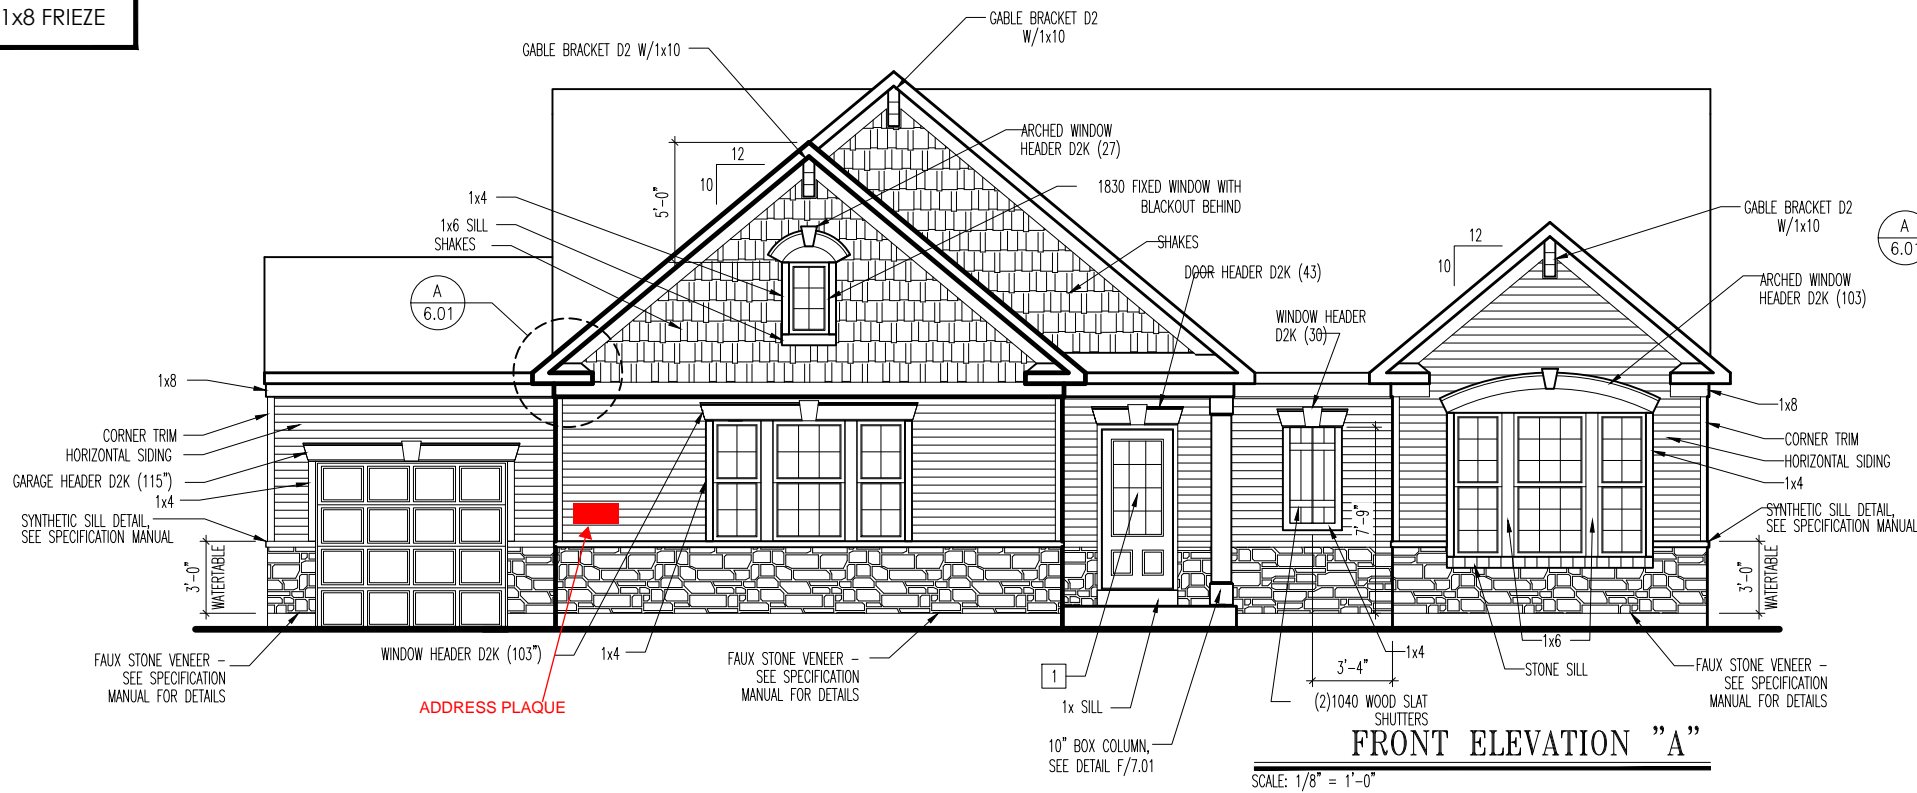 1x8 FRIEZE
GABLE BRACKET D2
W/1x10
GABLE BRACKET D2 W/1x10
ARCHED WINDOW
HEADER D2K (27)
12
10
5'-0"
1x4
1x6 SILL
SHAKES
1830 FIXED WINDOW WITH
BLACKOUT BEHIND
SHAKES
DOOR HEADER D2K (43)
GABLE BRACKET D2
W/1x10
A
6.01
12
10
ARCHED WINDOW
HEADER D2K (103)
A
6.01
WINDOW HEADER
D2K (30)
1x8
CORNER TRIM
HORIZONTAL SIDING
GARAGE HEADER D2K (115")
1x4
SYNTHETIC SILL DETAIL,
SEE SPECIFICATION MANUAL
3'-0"
WATERTABLE
1x8
CORNER TRIM
HORIZONTAL SIDING
1x4
SYNTHETIC SILL DETAIL,
SEE SPECIFICATION MANUAL
7'-9"
3'-0"
WATERTABLE
FAUX STONE VENEER -
SEE SPECIFICATION
MANUAL FOR DETAILS
WINDOW HEADER D2K (103")
1x4
ADDRESS PLAQUE
FAUX STONE VENEER -
SEE SPECIFICATION
MANUAL FOR DETAILS
1
1x SILL
10" BOX COLUMN,
SEE DETAIL F/7.01
3'-4"
1x4
(2)1040 WOOD SLAT
SHUTTERS
1x6
STONE SILL
FAUX STONE VENEER -
SEE SPECIFICATION
MANUAL FOR DETAILS
FRONT ELEVATION "A"
SCALE: 1/8" = 1'-0"